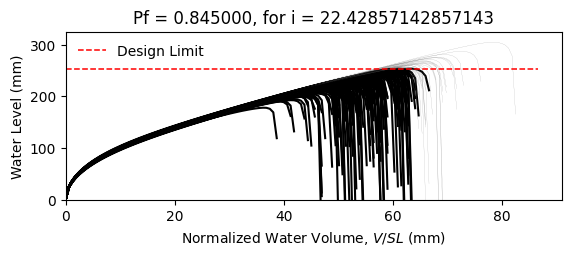 Pf = 0.845000, for i = 22.42857142857143
Design Limit
Water Level (mm)
300
200
100
0
0 20 40 60 80
Normalized Water Volume, V/SL (mm)